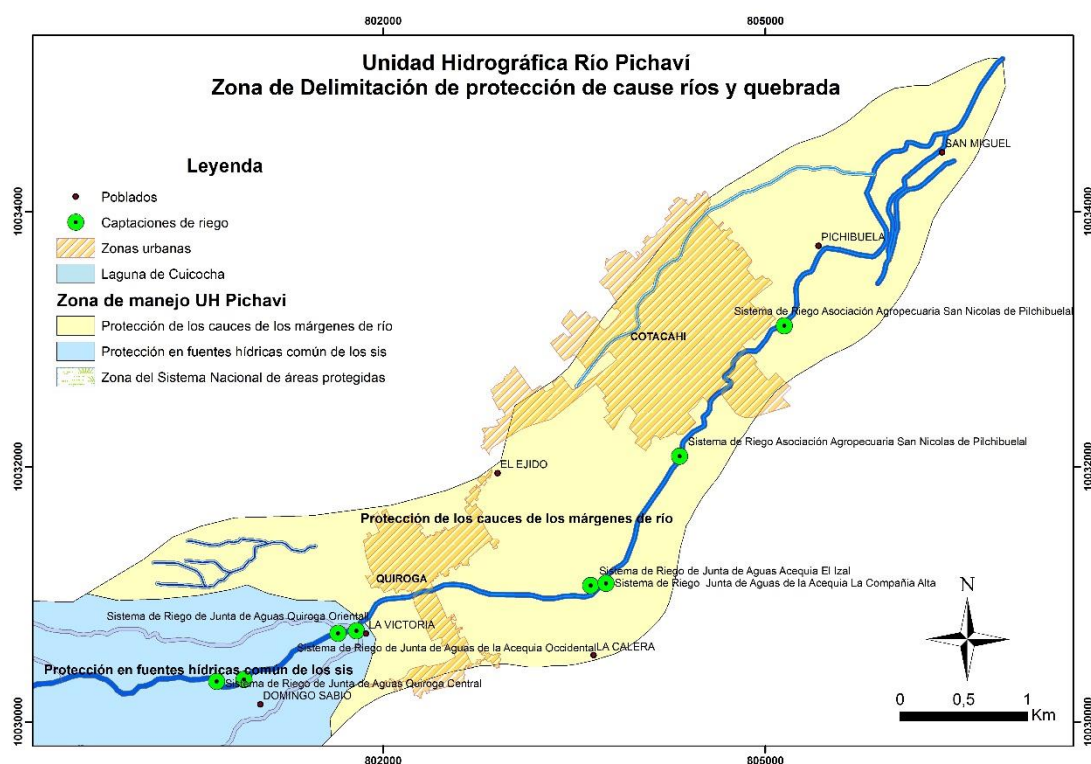 802000
805000
Unidad Hidrográfica Río Pichaví
Zona de Delimitación de protección de cause ríos y quebrada
Leyenda
Poblados
Captaciones de riego
Zonas urbanas
Laguna de Cuicocha
Zona de manejo UH Pichavi
Protección de los cauces de los márgenes de río
Protección en fuentes hídricas común de los sis
Zona del Sistema Nacional de áreas protegidas
SAN MIGUEL
10034000
10034000
PICHIBUELA
Sistema de Riego Asociación Agropecuaria San Nicolas de Pilchibuelal
COTACAHI
Sistema de Riego Asociación Agropecuaria San Nicolas de Pilchibuelal
10032000
10032000
EL EJIDO
Protección de los cauces de los márgenes de río
QUIROGA
Sistema de Riego de Junta de Aguas Acequia El Izal
Sistema de Riego Junta de Aguas de la Acequia La Compañia Alta
Sistema de Riego de Junta de Aguas Quiroga Orientall
LA VICTORIA
Sistema de Riego de Junta de Aguas de la Acequia Occidental
LA CALERA
Protección en fuentes hídricas común de los sis
Sistema de Riego de Junta de Aguas Quiroga Central
DOMINGO SABIO
N
0 0,5 1
Km
10030000
10030000
802000
805000